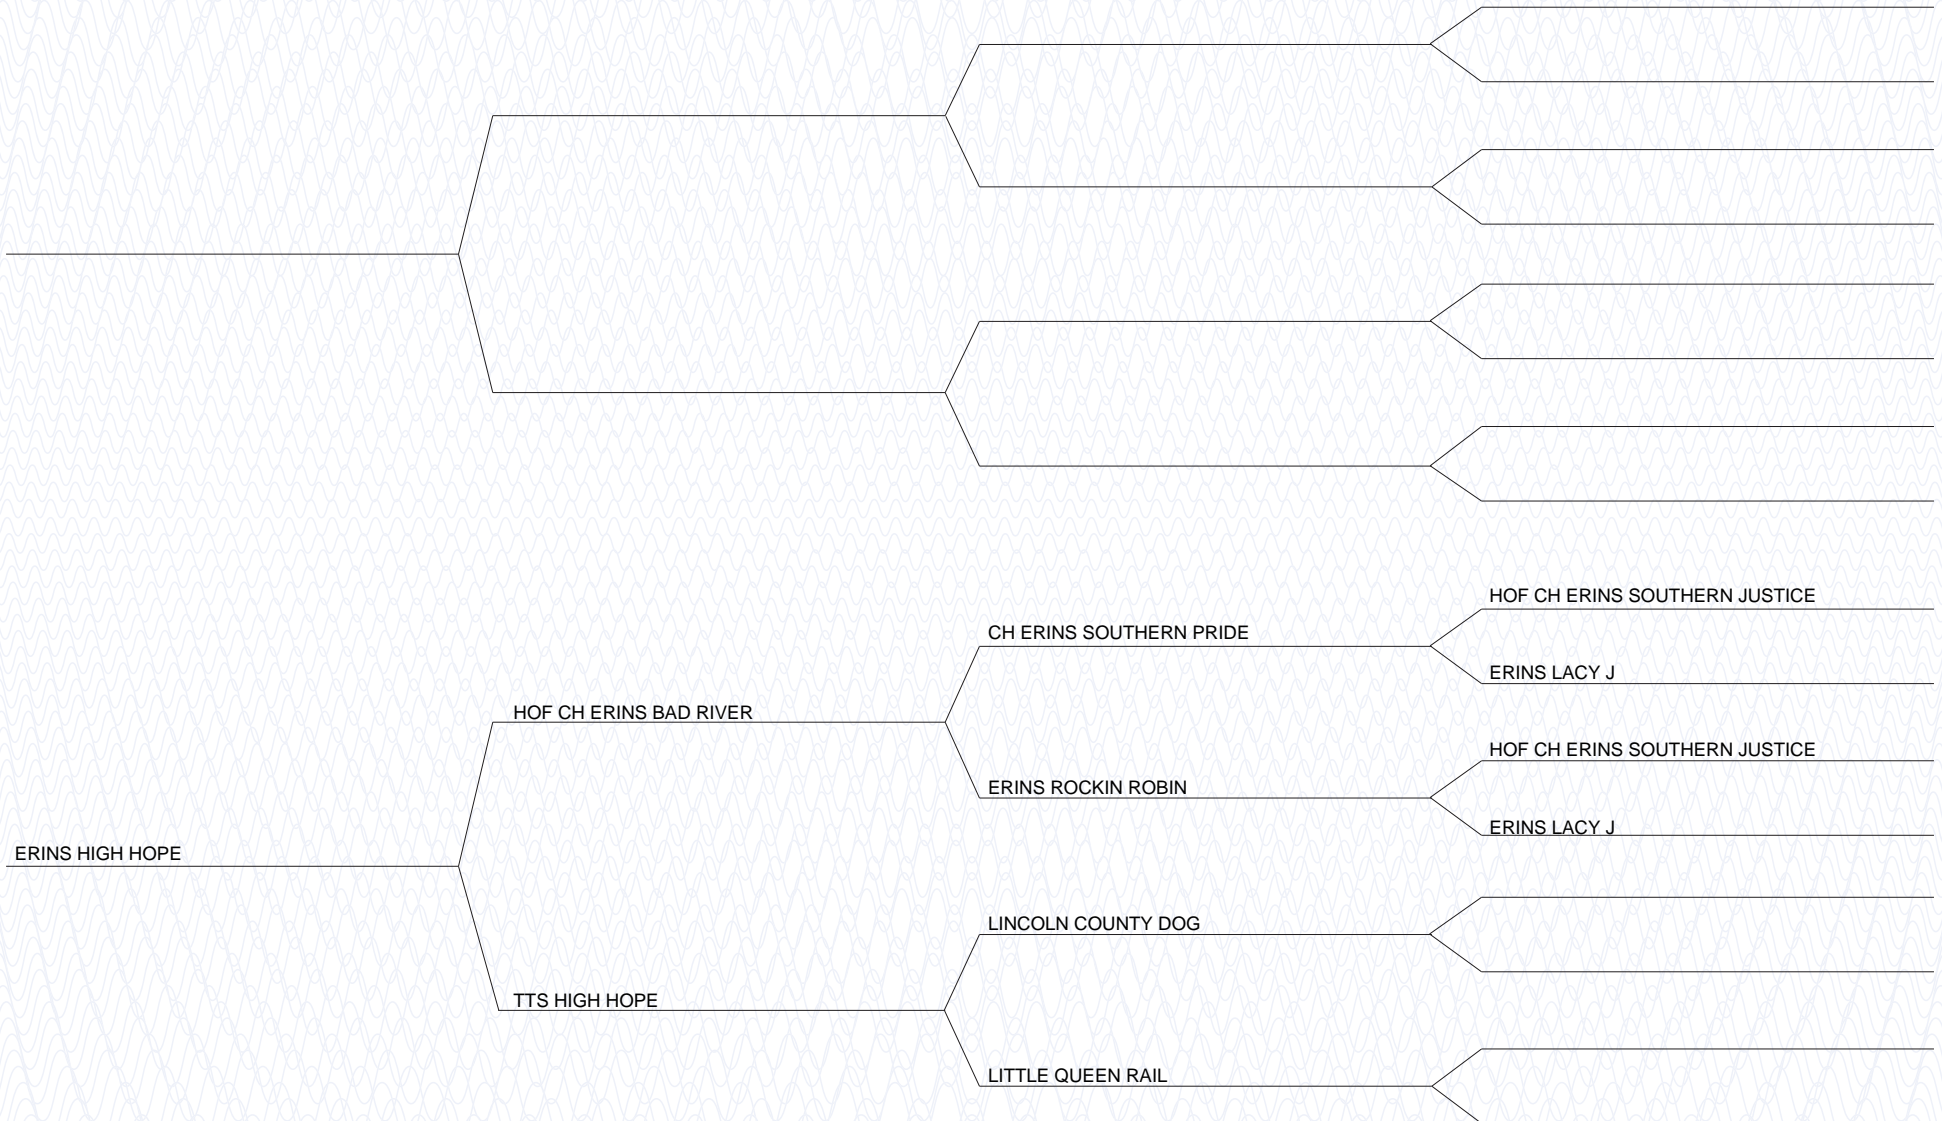 HOF CH ERINS SOUTHERN JUSTICE
CH ERINS SOUTHERN PRIDE
ERINS LACY J
HOF CH ERINS BAD RIVER
HOF CH ERINS SOUTHERN JUSTICE
ERINS ROCKIN ROBIN
ERINS LACY J
ERINS HIGH HOPE
LINCOLN COUNTY DOG
TTS HIGH HOPE
LITTLE QUEEN RAIL